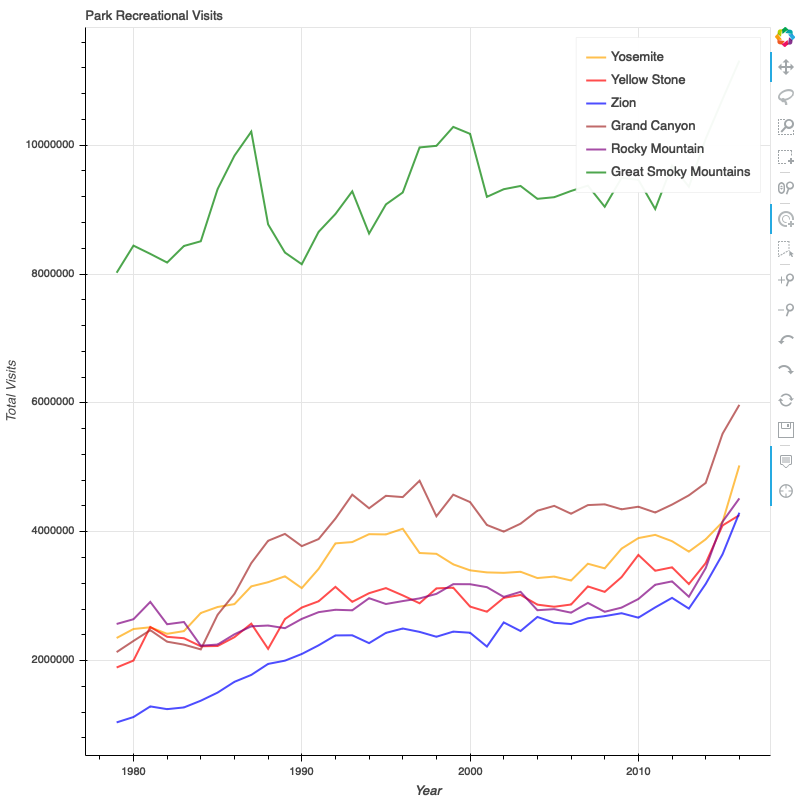 Park Recreational Visits
Yosemite
Yellow Stone
Zion
Grand Canyon
Rocky Mountain
Great Smoky Mountains
10000000
8000000
6000000
4000000
2000000
Total Visits
1980
1990
2000
2010
Year